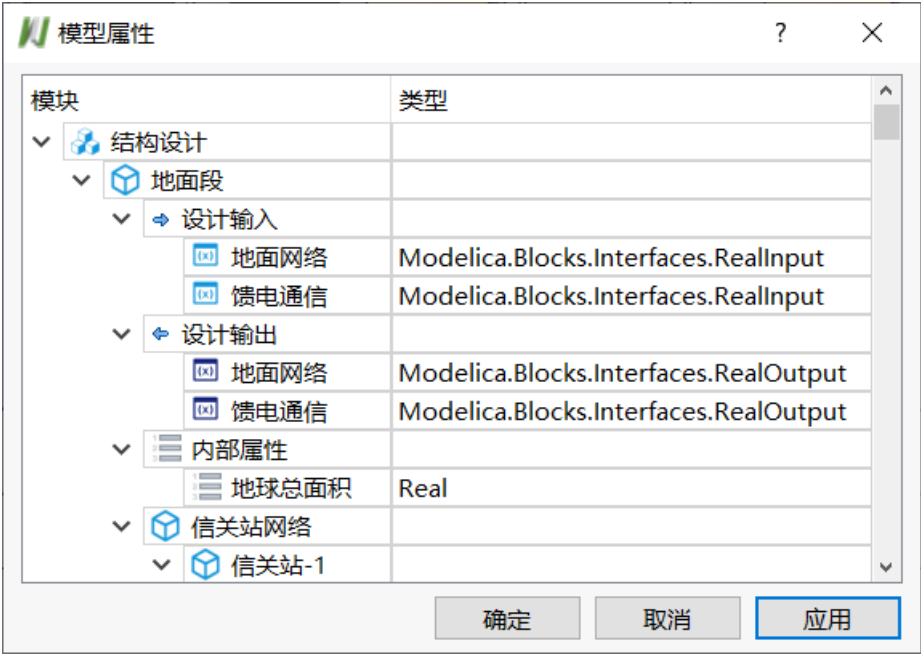 模型属性
模块 类型
结构设计
地面段
设计输入
地面网络 Modelica.Blocks.Interfaces.RealInput
馈电通信 Modelica.Blocks.Interfaces.RealInput
设计输出
地面网络 Modelica.Blocks.Interfaces.RealOutput
馈电通信 Modelica.Blocks.Interfaces.RealOutput
内部属性
地球总面积 Real
信关站网络
信关站-1
确定 取消 应用